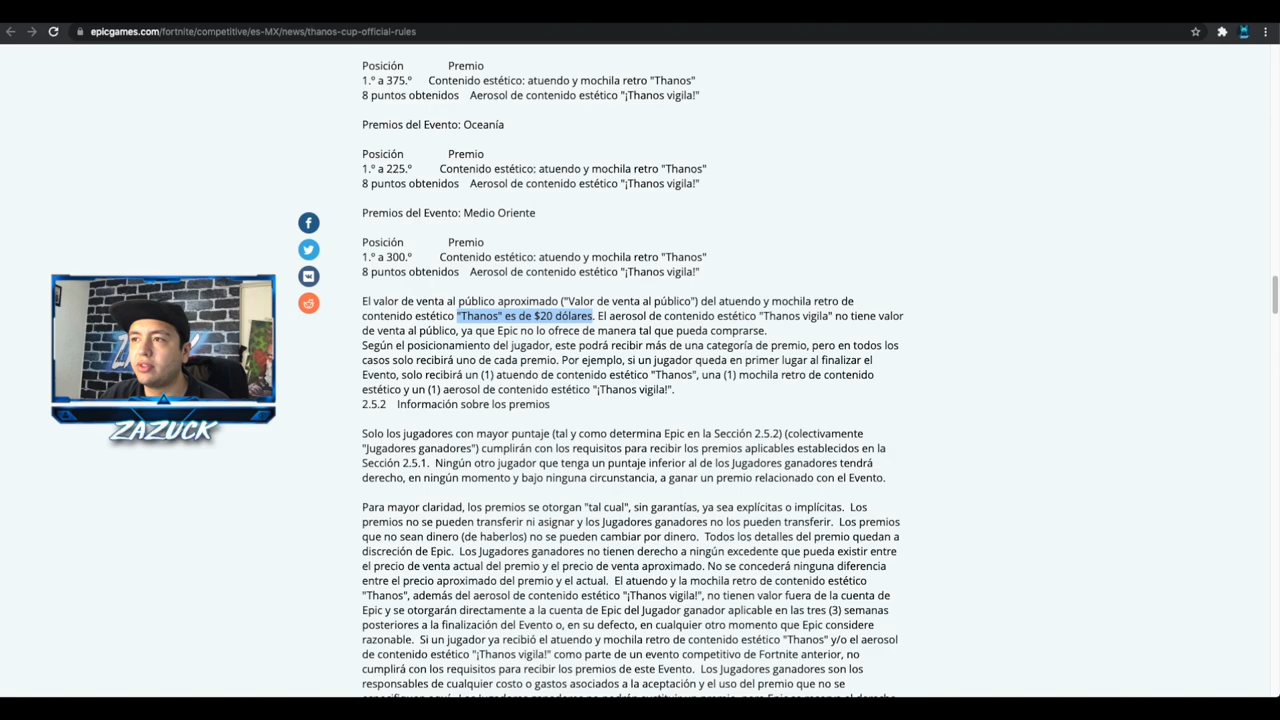 epicgames.com/fortnite/competitive/es-MX/news/thanos-cup-official-rules
Posición Premio
1.º a 375.º Contenido estético: atuendo y mochila retro "Thanos"
8 puntos obtenidos Aerosol de contenido estético "¡Thanos vigila!"
Premios del Evento: Oceanía
Posición Premio
1.º a 225.º Contenido estético: atuendo y mochila retro "Thanos"
8 puntos obtenidos Aerosol de contenido estético "¡Thanos vigila!"
Premios del Evento: Medio Oriente
Posición Premio
1.º a 300.º Contenido estético: atuendo y mochila retro "Thanos"
8 puntos obtenidos Aerosol de contenido estético "¡Thanos vigila!"
El valor de venta al público aproximado ("Valor de venta al público") del atuendo y mochila retro de
contenido estético "Thanos" es de $20 dólares. El aerosol de contenido estético "Thanos vigila" no tiene valor
de venta al público, ya que Epic no lo ofrece de manera tal que pueda comprarse.
Según el posicionamiento del jugador, este podrá recibir más de una categoría de premio, pero en todos los
casos solo recibirá uno de cada premio. Por ejemplo, si un jugador queda en primer lugar al finalizar el
Evento, solo recibirá un (1) atuendo de contenido estético "Thanos", una (1) mochila retro de contenido
estético y un (1) aerosol de contenido estético "¡Thanos vigila!".
2.5.2 Información sobre los premios
ZAZUCK
Solo los jugadores con mayor puntaje (tal y como determina Epic en la Sección 2.5.2) (colectivamente
"Jugadores ganadores") cumplirán con los requisitos para recibir los premios aplicables establecidos en la
Sección 2.5.1. Ningún otro jugador que tenga un puntaje inferior al de los Jugadores ganadores tendrá
derecho, en ningún momento y bajo ninguna circunstancia, a ganar un premio relacionado con el Evento.
Para mayor claridad, los premios se otorgan "tal cual", sin garantías, ya sea explícitas o implícitas. Los
premios no se pueden transferir ni asignar y los Jugadores ganadores no los pueden transferir. Los premios
que no sean dinero (de haberlos) no se pueden cambiar por dinero. Todos los detalles del premio quedan a
discreción de Epic. Los Jugadores ganadores no tienen derecho a ningún excedente que pueda existir entre
el precio de venta actual del premio y el precio de venta aproximado. No se concederá ninguna diferencia
entre el precio aproximado del premio y el actual. El atuendo y la mochila retro de contenido estético
"Thanos", además del aerosol de contenido estético "¡Thanos vigila!", no tienen valor fuera de la cuenta de
Epic y se otorgarán directamente a la cuenta de Epic del Jugador ganador aplicable en las tres (3) semanas
posteriores a la finalización del Evento o, en su defecto, en cualquier otro momento que Epic considere
razonable. Si un jugador ya recibió el atuendo y mochila retro de contenido estético "Thanos" y/o el aerosol
de contenido estético "¡Thanos vigila!" como parte de un evento competitivo de Fortnite anterior, no
cumplirá con los requisitos para recibir los premios de este Evento. Los Jugadores ganadores son los
responsables de cualquier costo o gastos asociados a la aceptación y el uso del premio que no se